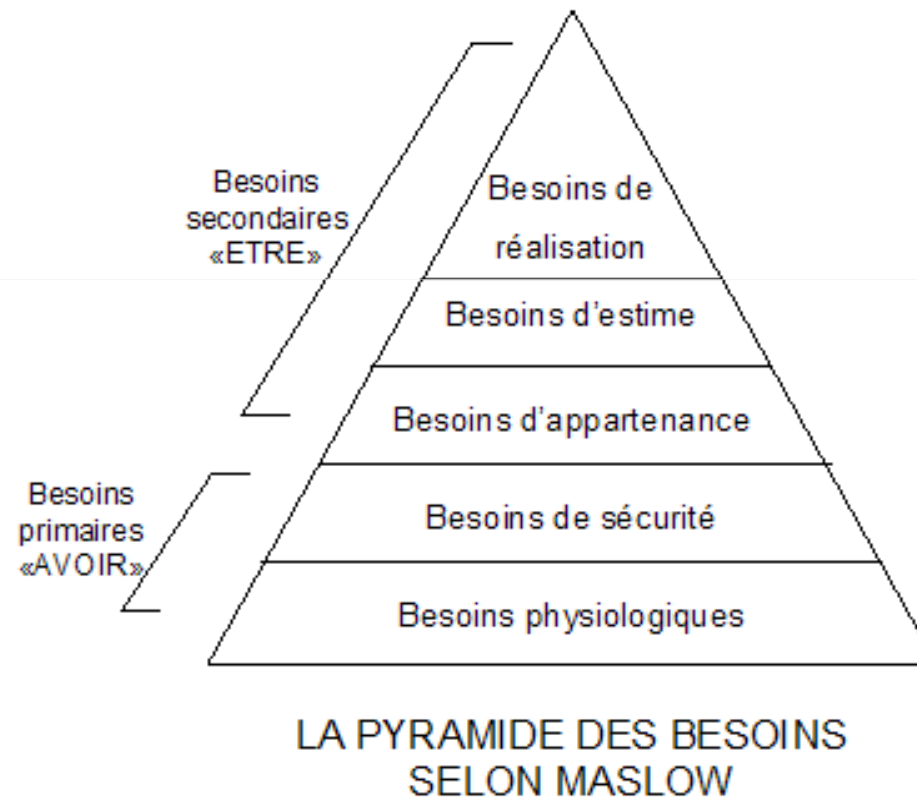 Besoins
secondaires
«ETRE»
Besoins de
réalisation
Besoins d'estime
Besoins d'appartenance
Besoins
primaires
«AVOIR»
Besoins de sécurité
Besoins physiologiques
LA PYRAMIDE DES BESOINS
SELON MASLOW